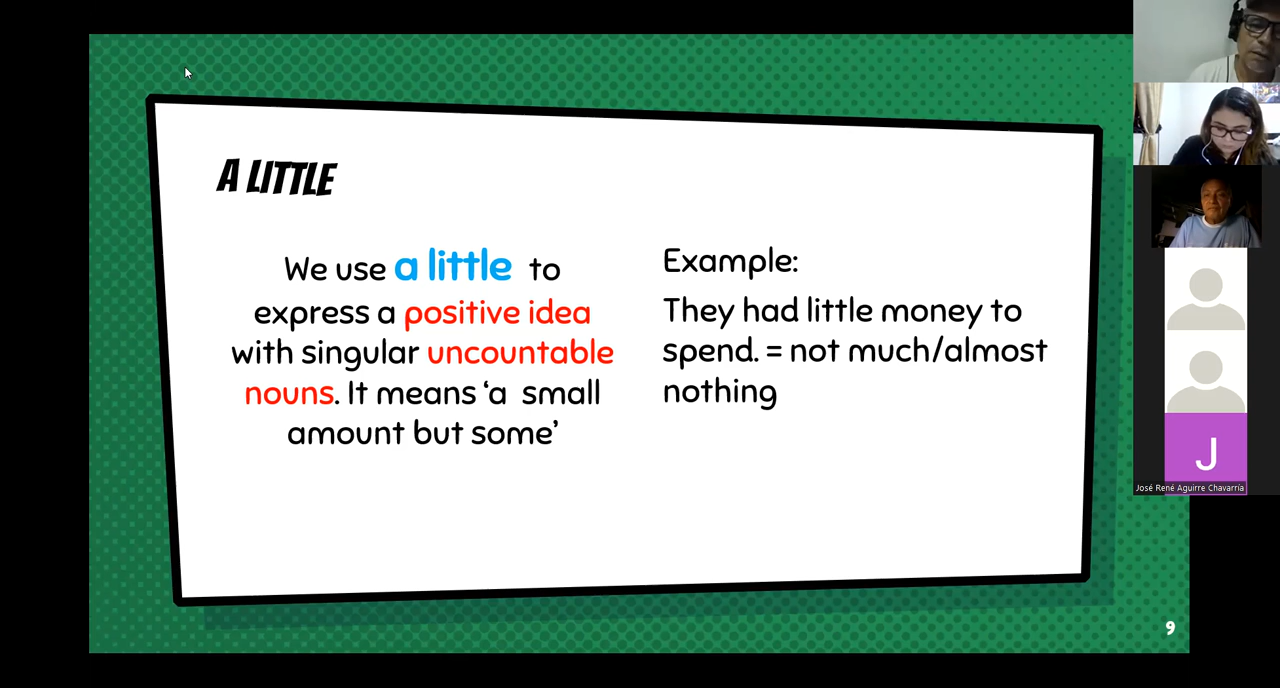 A LITTLE
We use a little to
express a positive idea
with singular uncountable
nouns. It means ‘a small
amount but some’
Example:
They had little money to
spend. = not much/almost
nothing
J
José René Aguirre Chavarría
9